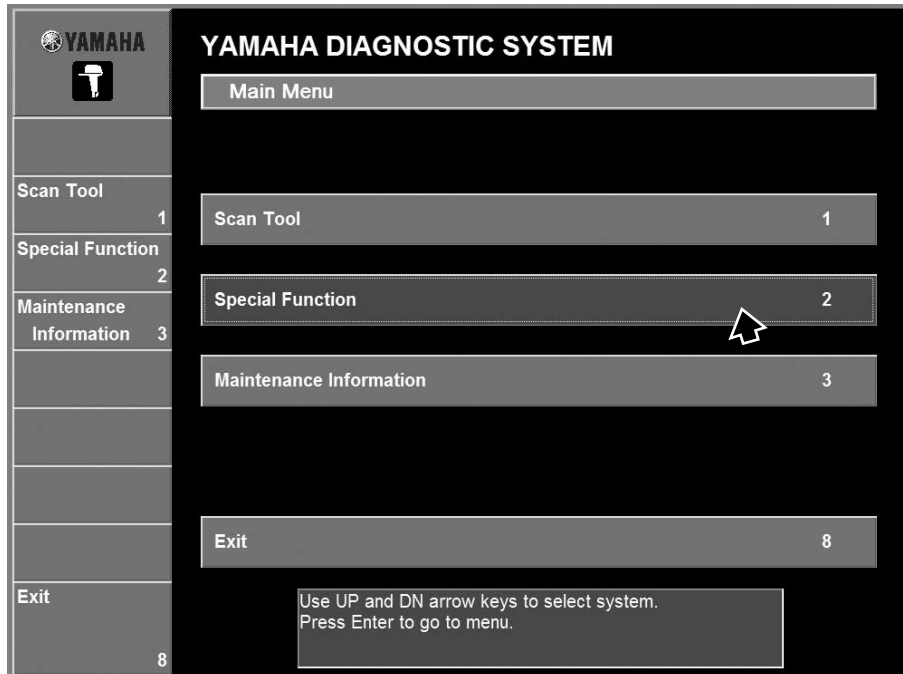 YAMAHA
YAMAHA DIAGNOSTIC SYSTEM
Main Menu
Scan Tool
1
Special Function
2
Maintenance
Information 3
Exit
8
Scan Tool 1
Special Function 2
Maintenance Information 3
Exit 8
Use UP and DN arrow keys to select system.
Press Enter to go to menu.